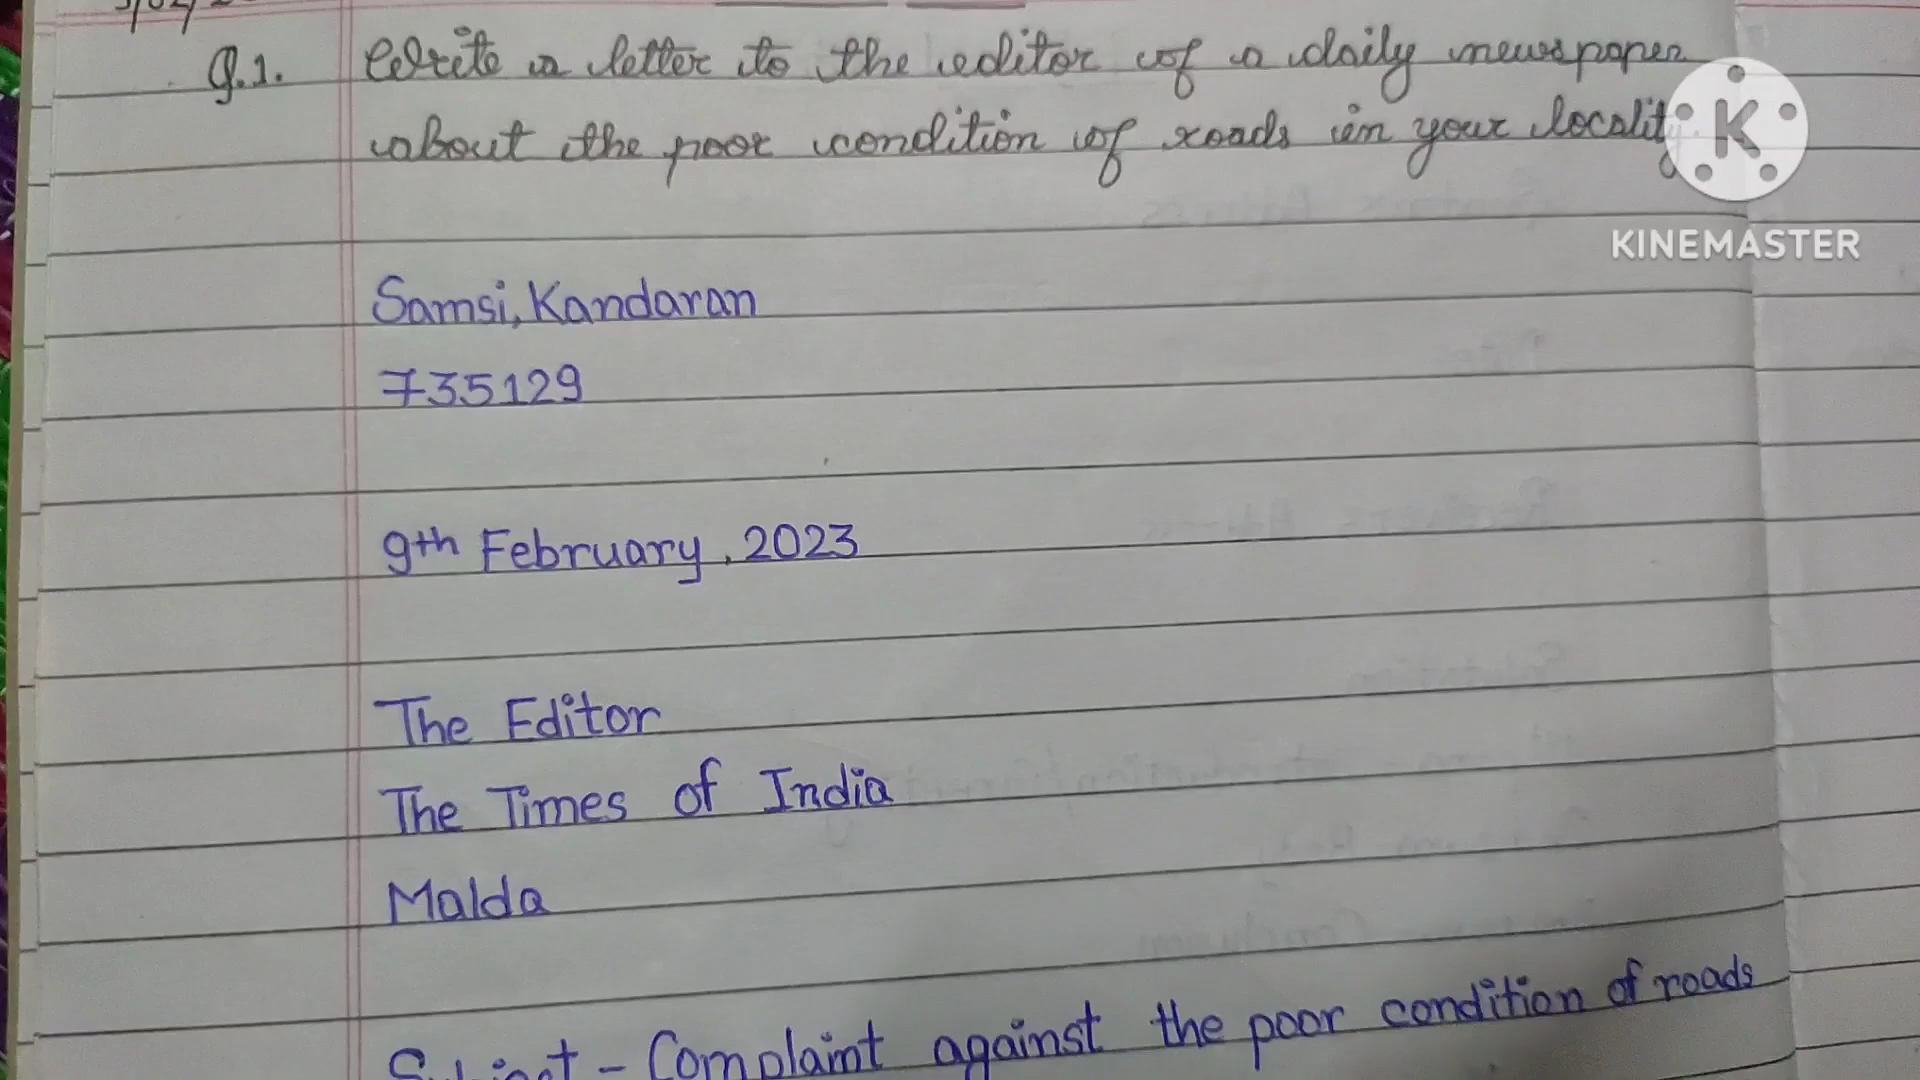 Q.1. Write a letter to the editor of a daily newspaper
about the poor condition of roads in your locality
KINEMASTER
Samsi, Kandaran
735129
9th February, 2023
The Editor
The Times of India
Malda
Subject - Complaint against the poor condition of roads